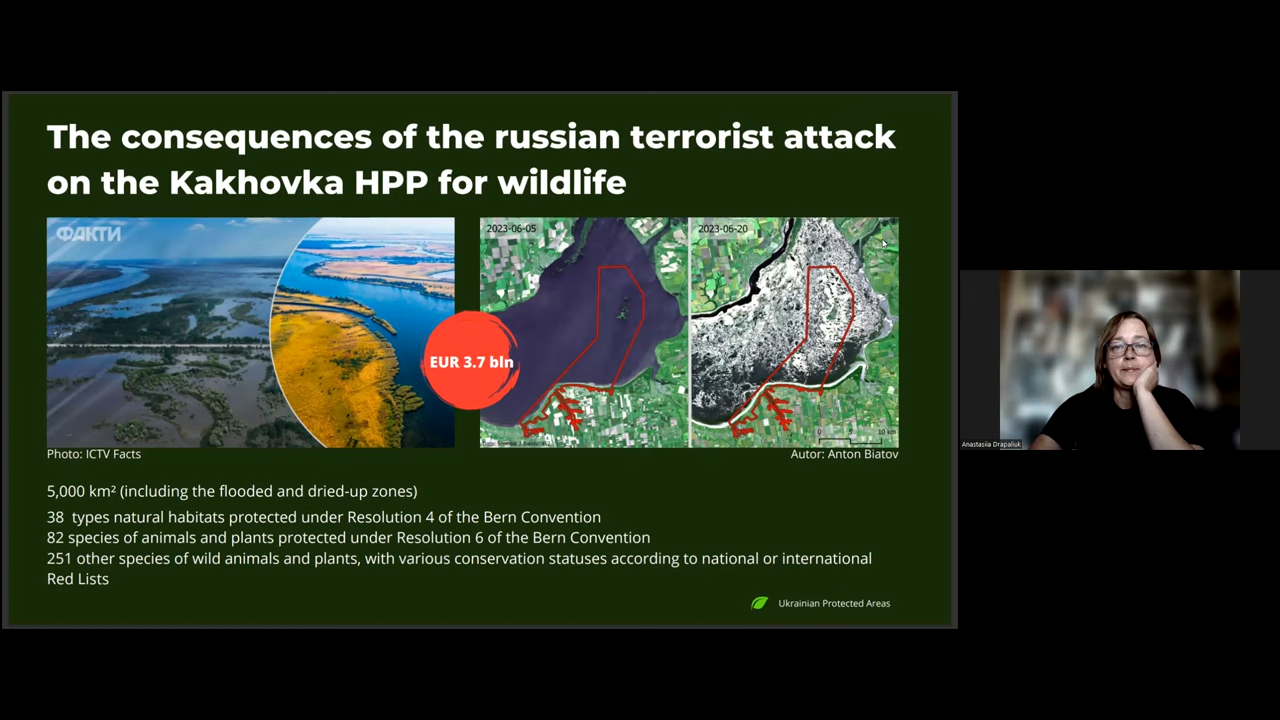 The consequences of the russian terrorist attack
on the Kakhovka HPP for wildlife
ФАКТИ
2023-06-05
2023-06-20
EUR 3.7 bln
0
10 km
Photo: ICTV Facts
Autor: Anton Biatov
5,000 km² (including the flooded and dried-up zones)
38 types natural habitats protected under Resolution 4 of the Bern Convention
82 species of animals and plants protected under Resolution 6 of the Bern Convention
251 other species of wild animals and plants, with various conservation statuses according to national or international
Red Lists
Ukrainian Protected Areas
Anastasiia Drapaliuk